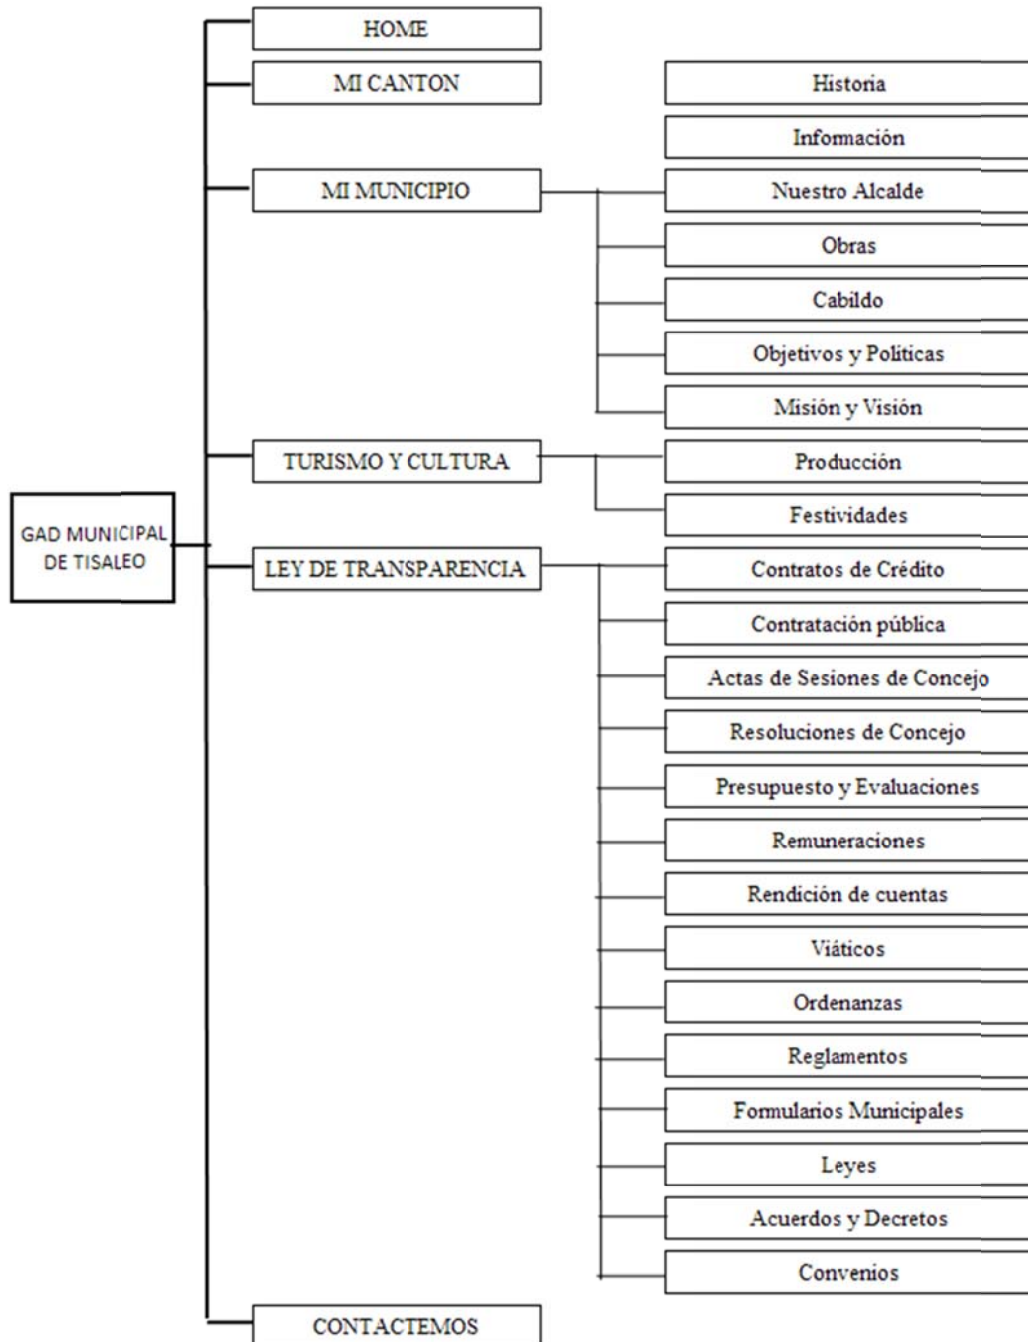 HOME
MI CANTON
Historia
Información
MI MUNICIPIO
Nuestro Alcalde
Obras
Cabildo
Objetivos y Políticas
Misión y Visión
TURISMO Y CULTURA
Producción
Festividades
GAD MUNICIPAL
DE TISALEO
LEY DE TRANSPARENCIA
Contratos de Crédito
Contratación pública
Actas de Sesiones de Concejo
Resoluciones de Concejo
Presupuesto y Evaluaciones
Remuneraciones
Rendición de cuentas
Viáticos
Ordenanzas
Reglamentos
Formularios Municipales
Leyes
Acuerdos y Decretos
Convenios
CONTACTEMOS